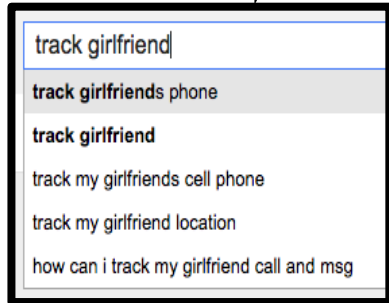 track girlfriend
track girlfriends phone
track girlfriend
track my girlfriends cell phone
track my girlfriend location
how can i track my girlfriend call and msg